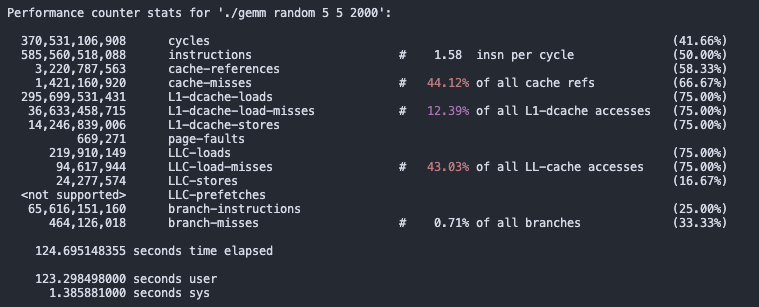 Performance counter stats for './gemm random 5 5 2000':
370,531,106,908 cycles (41.66%)
585,560,518,088 instructions # 1.58 insn per cycle (50.00%)
3,220,787,563 cache-references (58.33%)
1,421,160,920 cache-misses # 44.12% of all cache refs (66.67%)
295,699,531,431 L1-dcache-loads (75.00%)
36,633,458,715 L1-dcache-load-misses # 12.39% of all L1-dcache accesses (75.00%)
14,246,839,006 L1-dcache-stores (75.00%)
669,271 page-faults
219,910,149 LLC-loads (75.00%)
94,617,944 LLC-load-misses # 43.03% of all LL-cache accesses (75.00%)
24,277,574 LLC-stores (16.67%)
<not supported> LLC-prefetches
65,616,151,160 branch-instructions (25.00%)
464,126,018 branch-misses # 0.71% of all branches (33.33%)
124.695148355 seconds time elapsed
123.298498000 seconds user
1.385881000 seconds sys